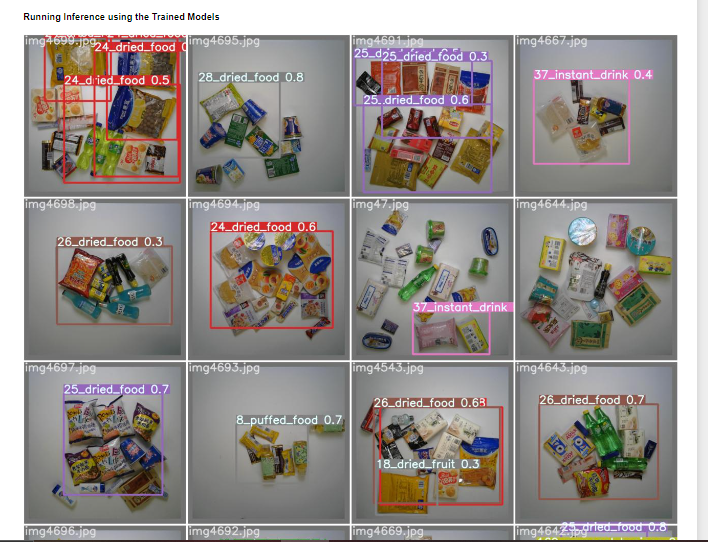 Running Inference using the Trained Models
img4699.jpg
24_dried_food
24_dried_food 0.5
img4695.jpg
28_dried_food 0.8
img4691.jpg
25_dried_food 0.3
25_dried_food 0.6
img4667.jpg
37_instant_drink 0.4
img4698.jpg
26_dried_food 0.3
img4694.jpg
24_dried_food 0.6
img47.jpg
37_instant_drink
img4644.jpg
img4697.jpg
25_dried_food 0.7
img4693.jpg
8_puffed_food 0.7
img4543.jpg
26_dried_food
18_dried_fruit 0.3
img4643.jpg
26_dried_food 0.7
img4696.jpg
img4692.jpg
img4669.jpg
img4642.jpg
25_dried_food 0.8